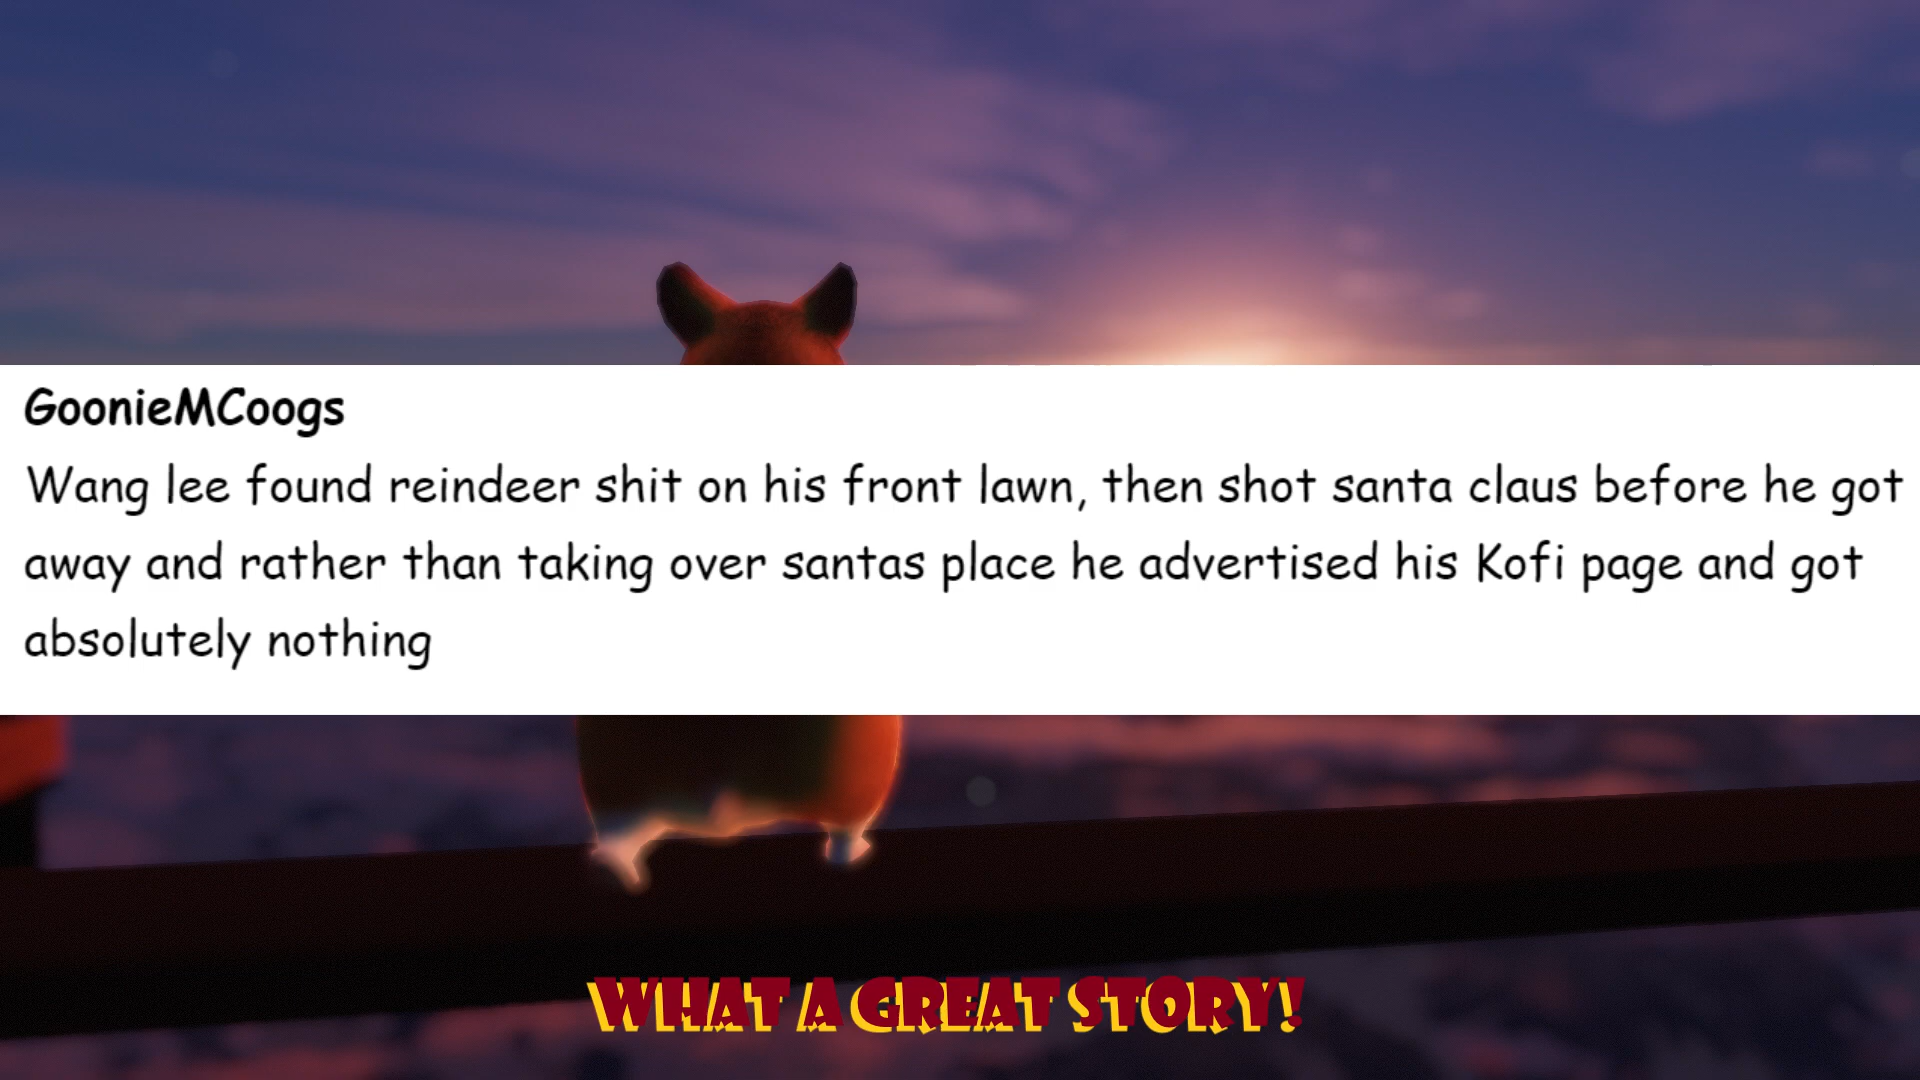 GoonieMCoogs
Wang lee found reindeer shit on his front lawn, then shot santa claus before he got
away and rather than taking over santas place he advertised his Kofi page and got
absolutely nothing
WHAT A GREAT STORY!